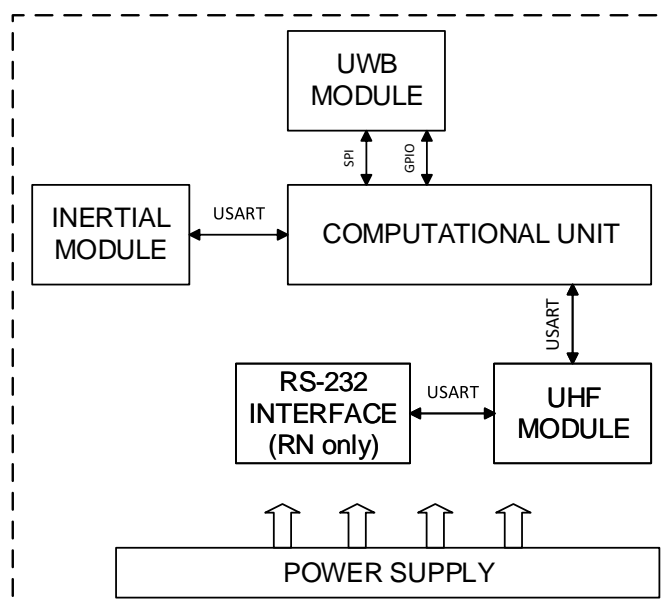 UWB
MODULE
SPI
GPIO
INERTIAL
MODULE
USART
COMPUTATIONAL UNIT
USART
RS-232
INTERFACE
(RN only)
USART
UHF
MODULE
POWER SUPPLY